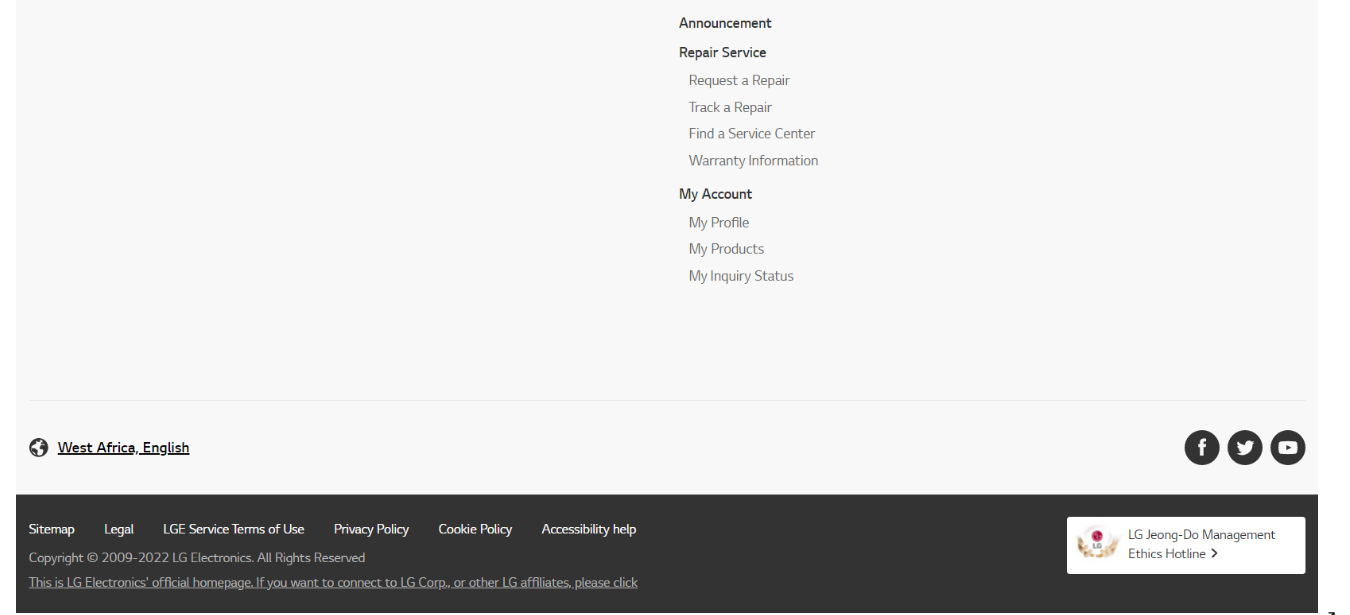 Announcement
Repair Service
Request a Repair
Track a Repair
Find a Service Center
Warranty Information
My Account
My Profile
My Products
My Inquiry Status
West Africa, English
Sitemap Legal LGE Service Terms of Use Privacy Policy Cookie Policy Accessibility help
Copyright © 2009-2022 LG Electronics. All Rights Reserved
This is LG Electronics' official homepage. If you want to connect to LG Corp., or other LG affiliates, please click
LG
LG Jeong-Do Management
Ethics Hotline